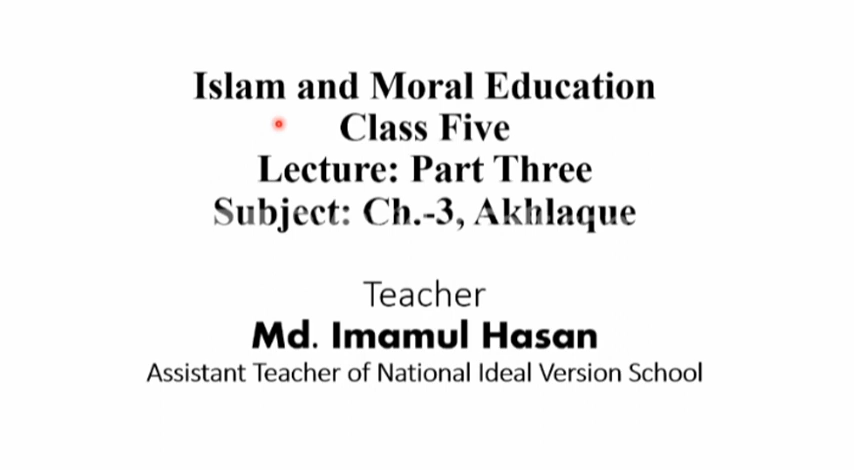 Islam and Moral Education
Class Five
Lecture: Part Three
Subject: Ch.-3, Akhlaque
Teacher
Md. Imamul Hasan
Assistant Teacher of National Ideal Version School